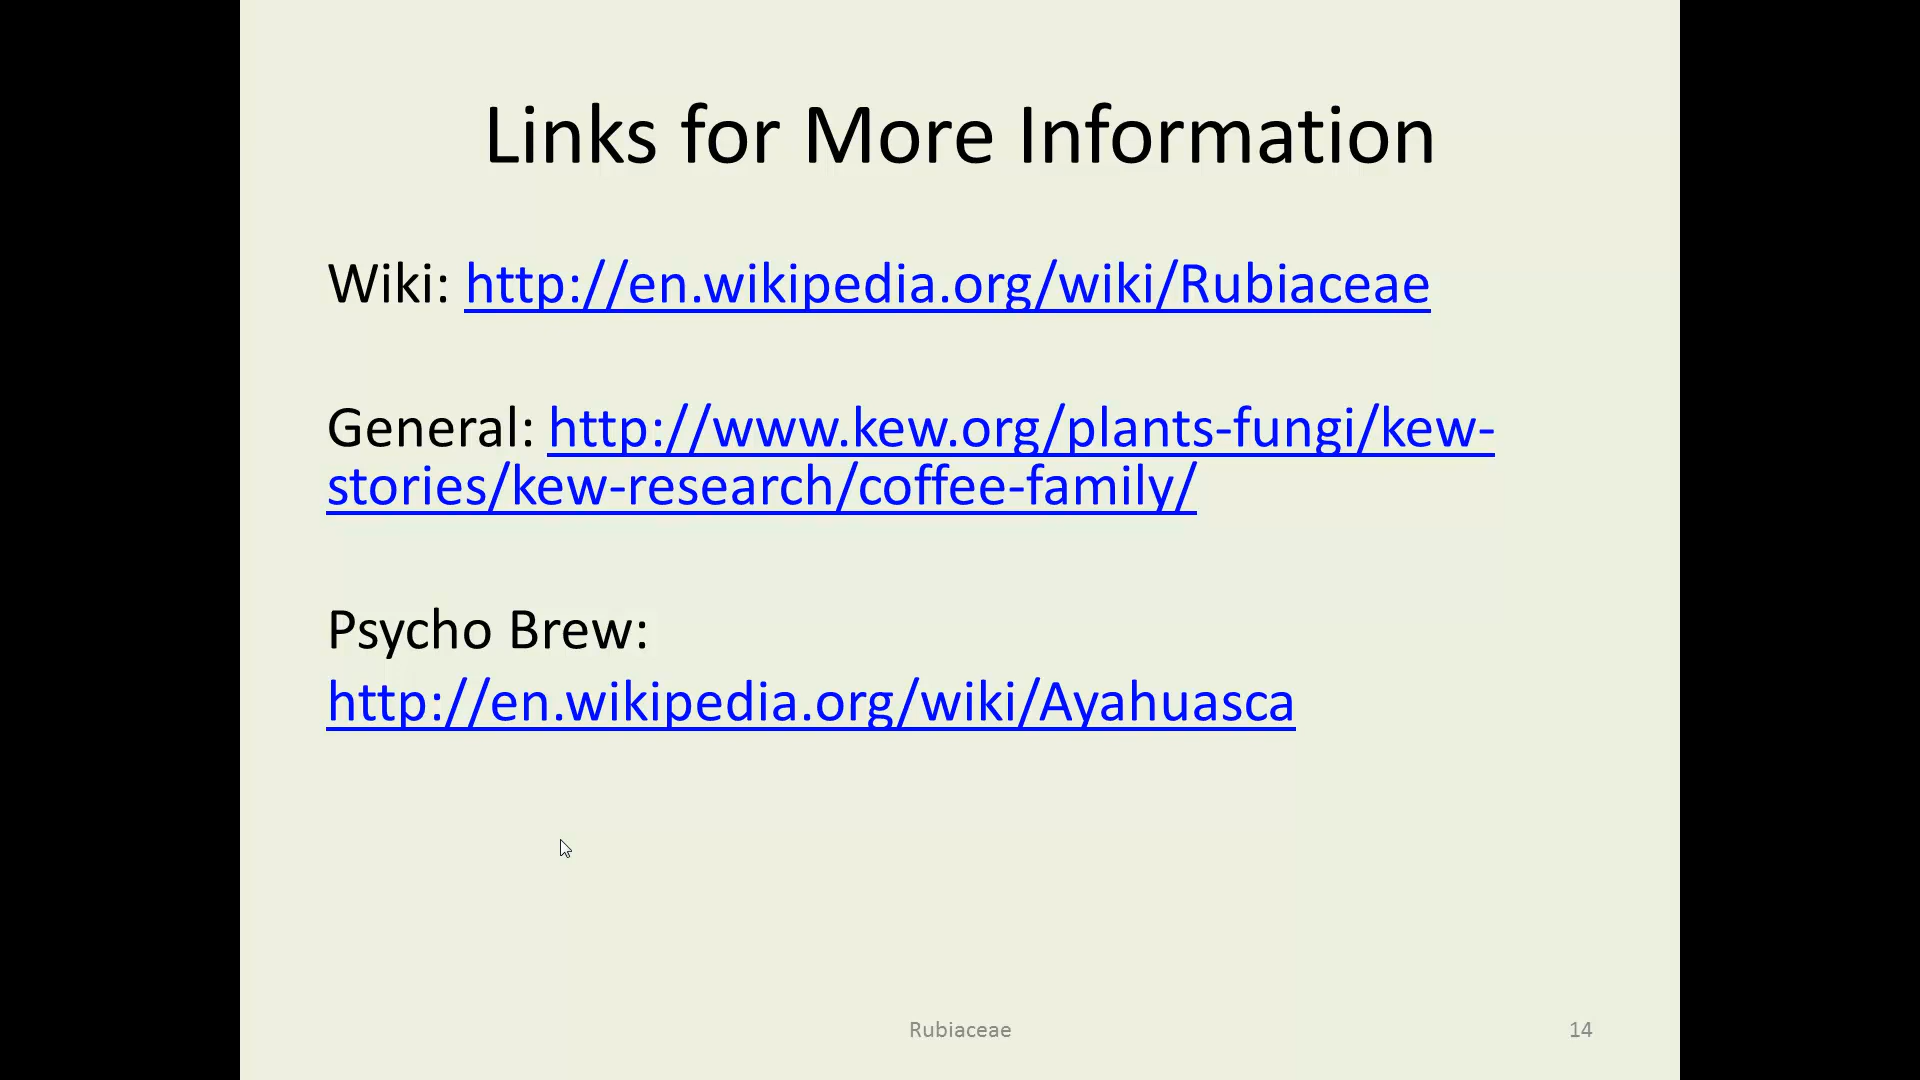 Links for More Information
Wiki: http://en.wikipedia.org/wiki/Rubiaceae
General: http://www.kew.org/plants-fungi/kew-
stories/kew-research/coffee-family/
Psycho Brew:
http://en.wikipedia.org/wiki/Ayahuasca
Rubiaceae
14